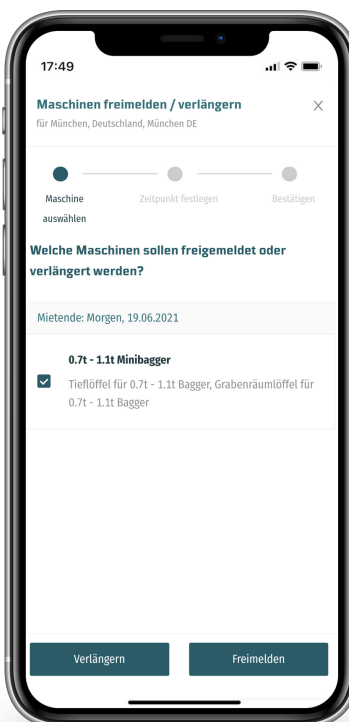 17:49
Maschinen freimelden / verlängern
für München, Deutschland, München DE
Maschine
auswählen
Zeitpunkt festlegen
Bestätigen
Welche Maschinen sollen freigemeldet oder
verlängert werden?
Mietende: Morgen, 19.06.2021
0.7t - 1.1t Minibagger
Tieflöffel für 0.7t - 1.1t Bagger, Grabenräumlöffel für
0.7t - 1.1t Bagger
Verlängern
Freimelden